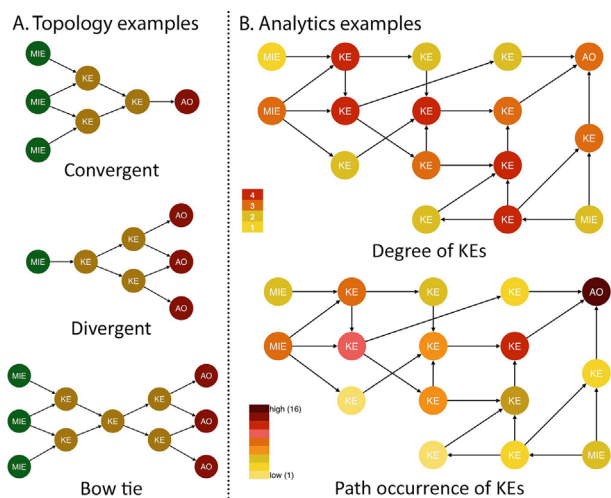 A. Topology examples
MIE
KE
MIE
KE
AO
KE
MIE
Convergent
AO
KE
MIE
KE
AO
KE
AO
Divergent
MIE
AO
KE
KE
MIE
KE
AO
KE
KE
MIE
AO
Bow tie
B. Analytics examples
MIE
KE
KE
KE
AO
MIE
KE
KE
KE
KE
KE
KE
KE
4
3
2
1
KE
KE
MIE
Degree of KEs
MIE
KE
KE
KE
AO
MIE
KE
KE
KE
KE
KE
KE
KE
high (16)
low (1)
KE
KE
MIE
Path occurrence of KEs